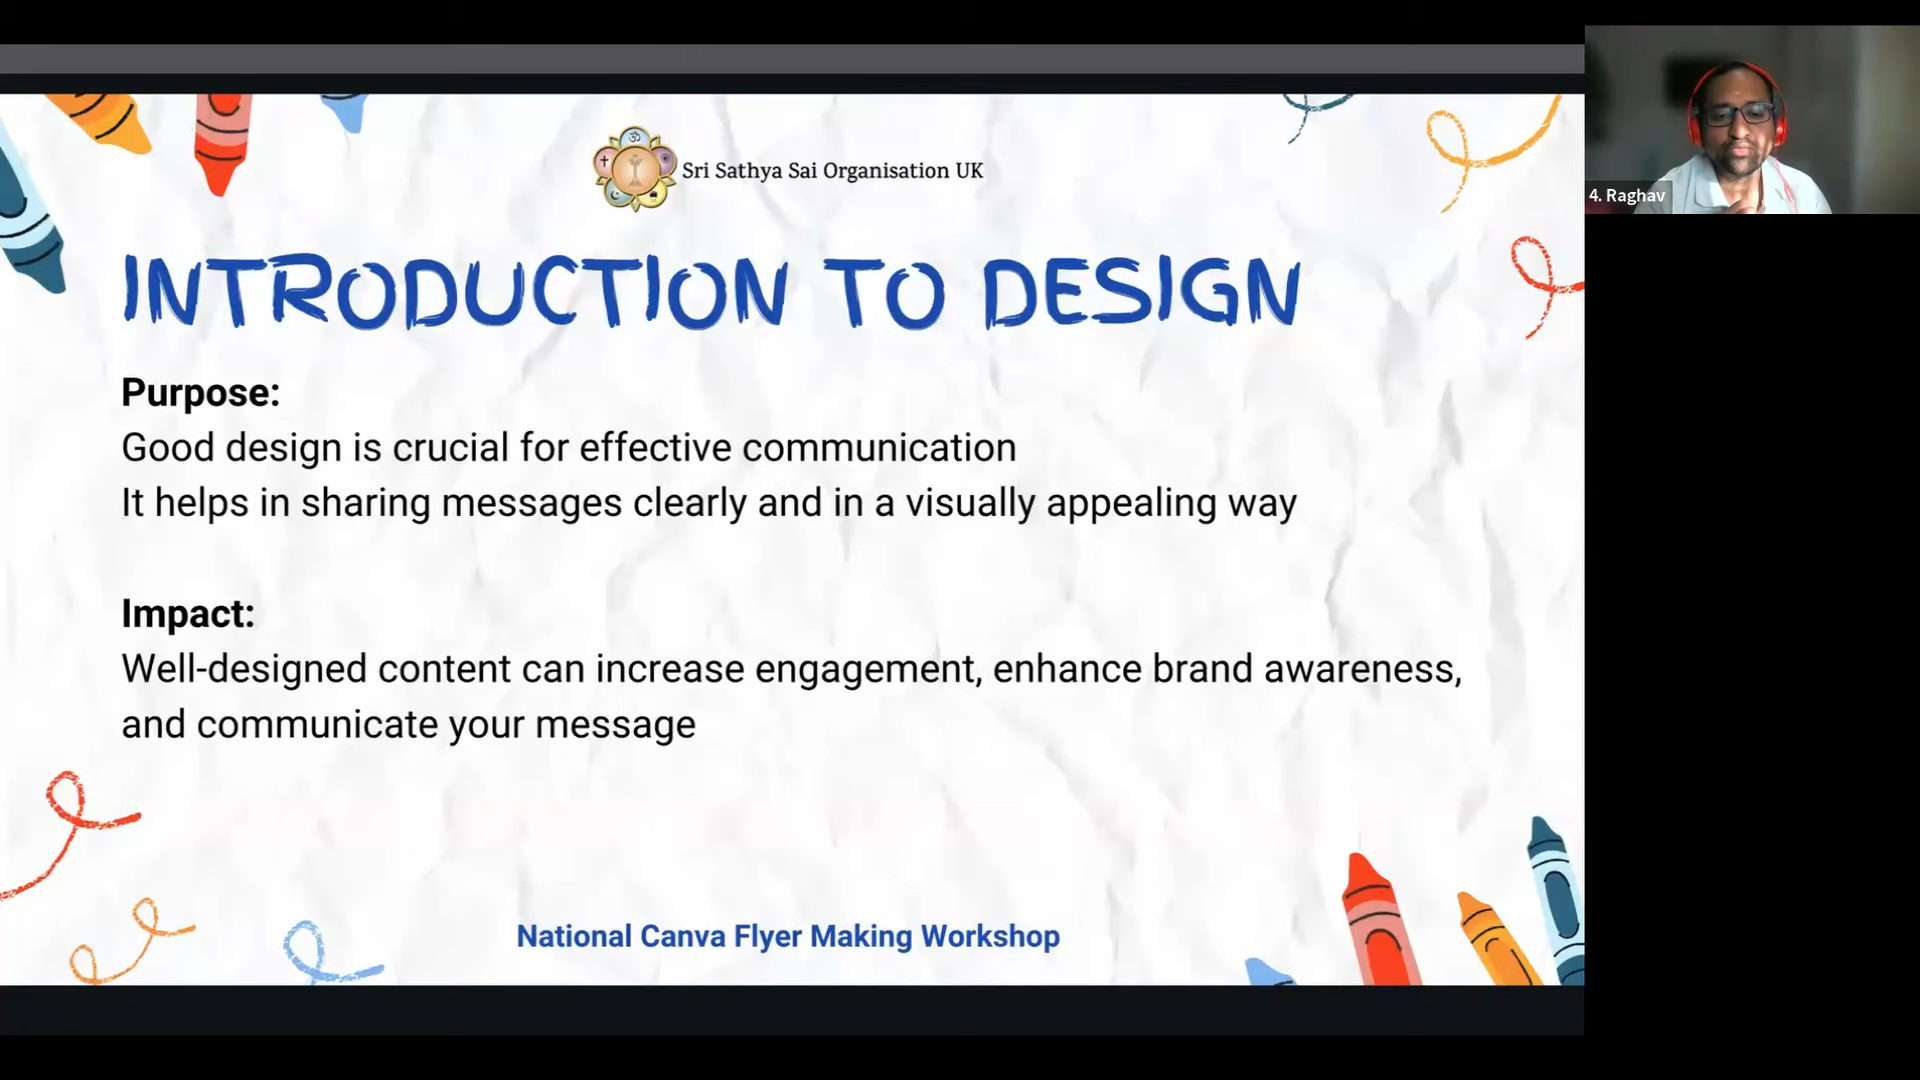 Sri Sathya Sai Organisation UK
INTRODUCTION TO DESIGN
Purpose:
Good design is crucial for effective communication
It helps in sharing messages clearly and in a visually appealing way
Impact:
Well-designed content can increase engagement, enhance brand awareness,
and communicate your message
National Canva Flyer Making Workshop
4. Raghav